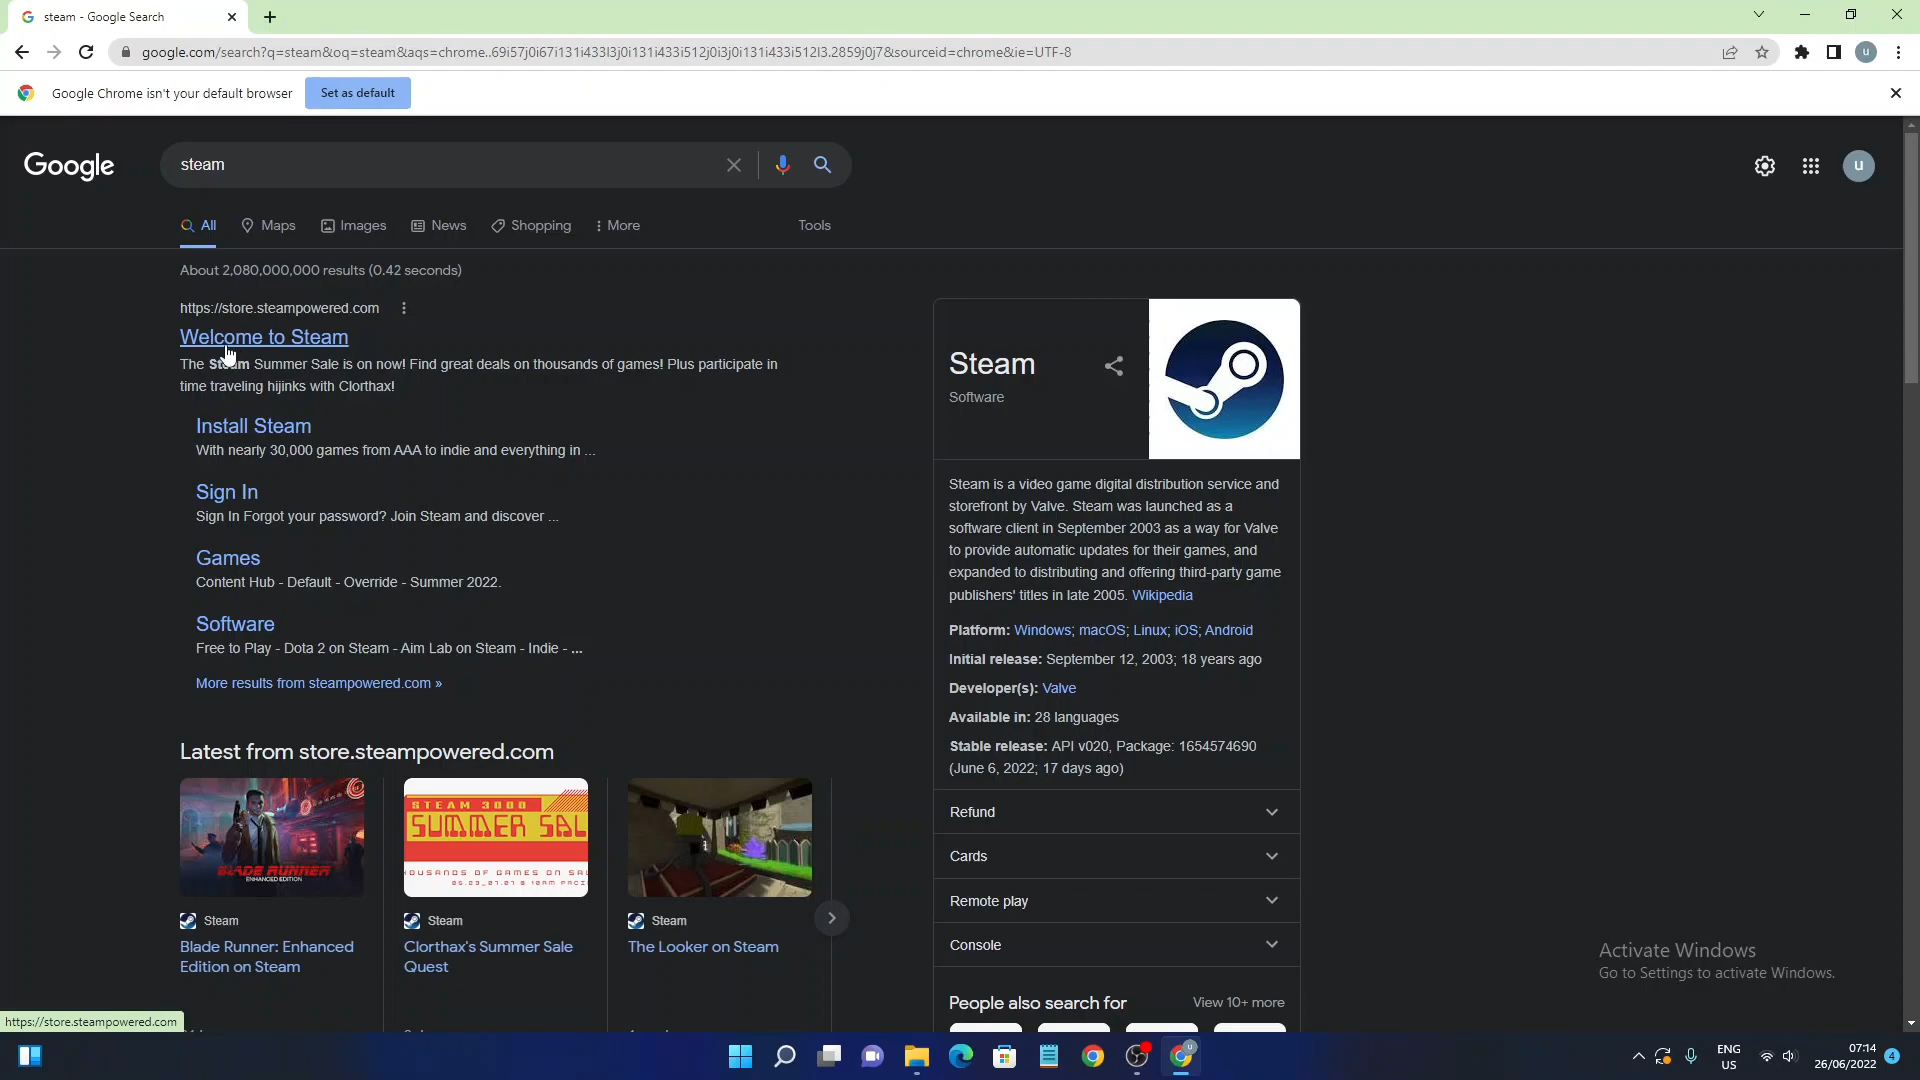 steam - Google Search
google.com/search?q=steam&oq=steam&aqs=chrome..69i57j0i67i131i433l3j0i131i433i512j0i3j0i131i433i512l3.2859j0j7&sourceid=chrome&ie=UTF-8
u
Google Chrome isn't your default browser
Set as default
Google
steam
u
All
Maps
Images
News
Shopping
More
Tools
About 2,080,000,000 results (0.42 seconds)
https://store.steampowered.com
Welcome to Steam
The Steam Summer Sale is on now! Find great deals on thousands of games! Plus participate in
time traveling hijinks with Clorthax!
Install Steam
With nearly 30,000 games from AAA to indie and everything in ...
Sign In
Sign In Forgot your password? Join Steam and discover ...
Games
Content Hub - Default - Override - Summer 2022.
Software
Free to Play - Dota 2 on Steam - Aim Lab on Steam - Indie - ...
More results from steampowered.com »
Latest from store.steampowered.com
BLADE RUNNER
ENHANCED EDITION
Steam
Blade Runner: Enhanced
Edition on Steam
STEAM 3000
SUMMER SAL
HOUSANDS OF GAMES ON SAL
Steam
Clorthax's Summer Sale
Quest
Steam
The Looker on Steam
Steam
Software
Steam is a video game digital distribution service and
storefront by Valve. Steam was launched as a
software client in September 2003 as a way for Valve
to provide automatic updates for their games, and
expanded to distributing and offering third-party game
publishers' titles in late 2005. Wikipedia
Platform: Windows; macOS; Linux; iOS; Android
Initial release: September 12, 2003; 18 years ago
Developer(s): Valve
Available in: 28 languages
Stable release: API v020, Package: 1654574690
(June 6, 2022; 17 days ago)
Refund
Cards
Remote play
Console
People also search for
View 10+ more
Activate Windows
Go to Settings to activate Windows.
https://store.steampowered.com
u
ENG
US
07:14
26/06/2022
4